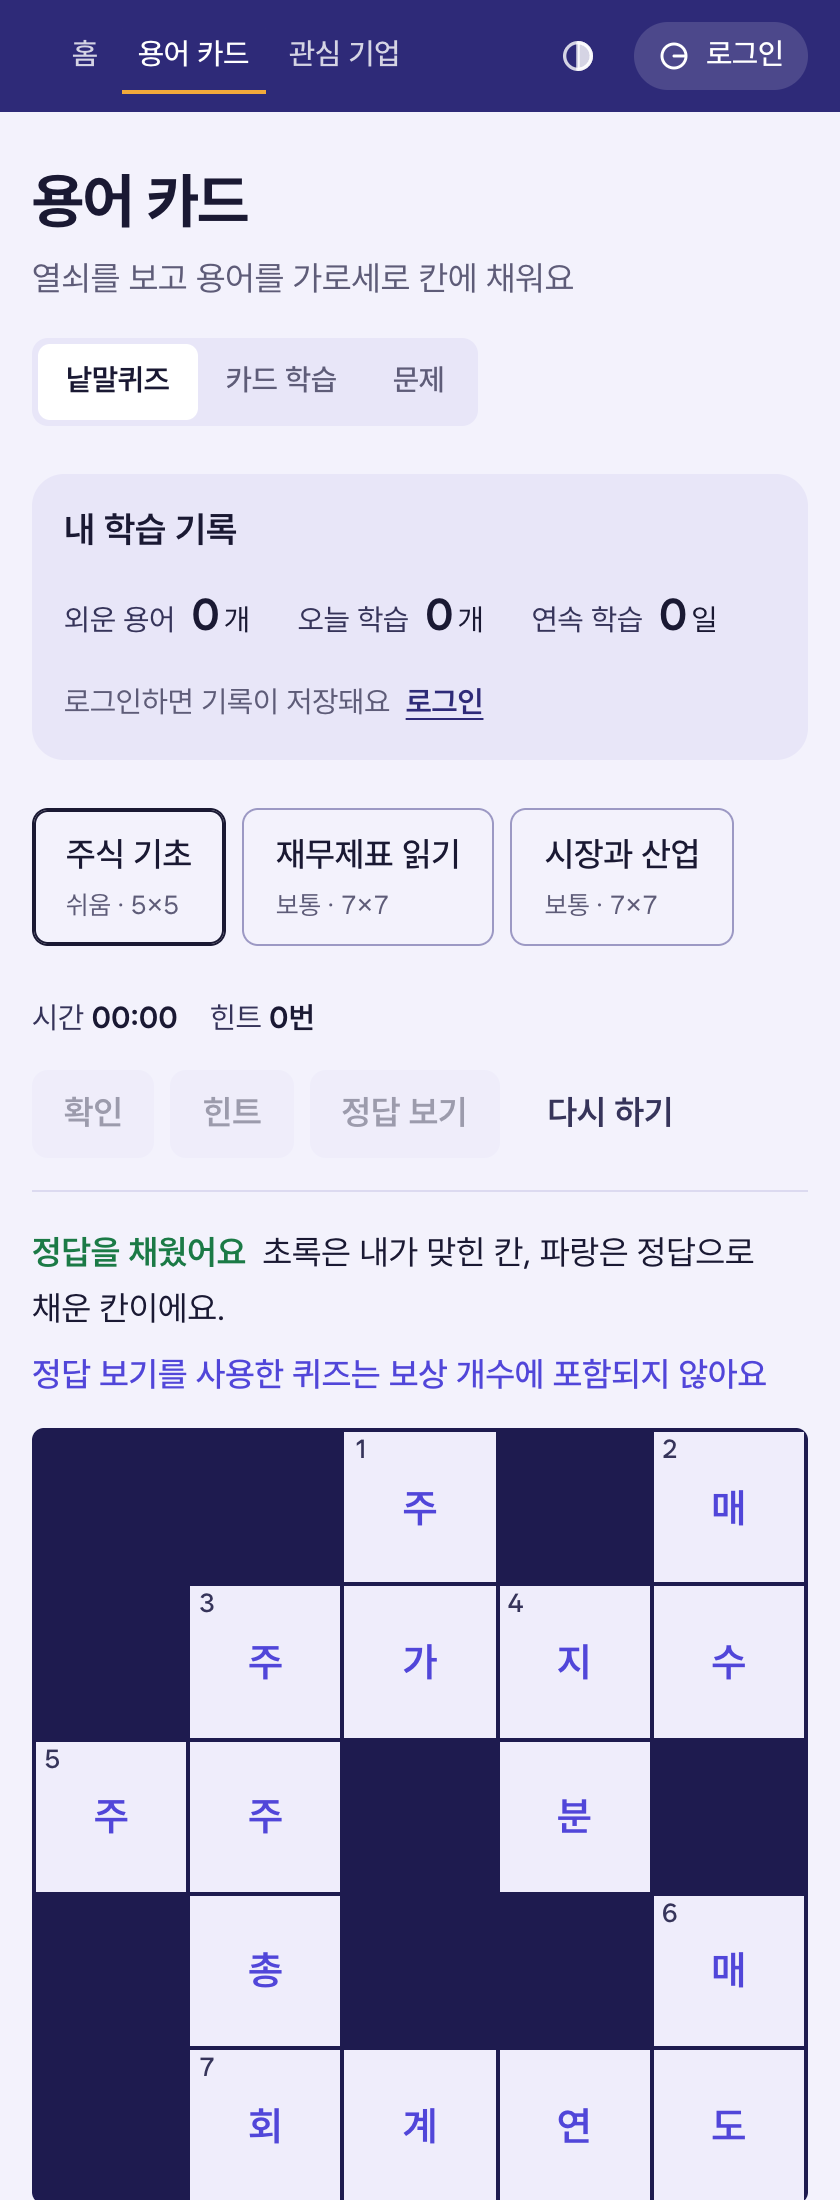 홈 용어 카드 관심 기업 로그인
용어 카드
열쇠를 보고 용어를 가로세로 칸에 채워요
낱말퀴즈 카드 학습 문제
내 학습 기록
외운 용어 0개 오늘 학습 0개 연속 학습 0일
로그인하면 기록이 저장돼요 로그인
주식 기초 재무제표 읽기 시장과 산업
쉬움 · 5×5 보통 · 7×7 보통 · 7×7
시간 00:00 힌트 0번
확인 힌트 정답 보기 다시 하기
정답을 채웠어요 초록은 내가 맞힌 칸, 파랑은 정답으로
채운 칸이에요.
정답 보기를 사용한 퀴즈는 보상 개수에 포함되지 않아요
1 2
주 매
3 4
주 가 지 수
5
주 주 분
6
총 매
7
회 계 연 도